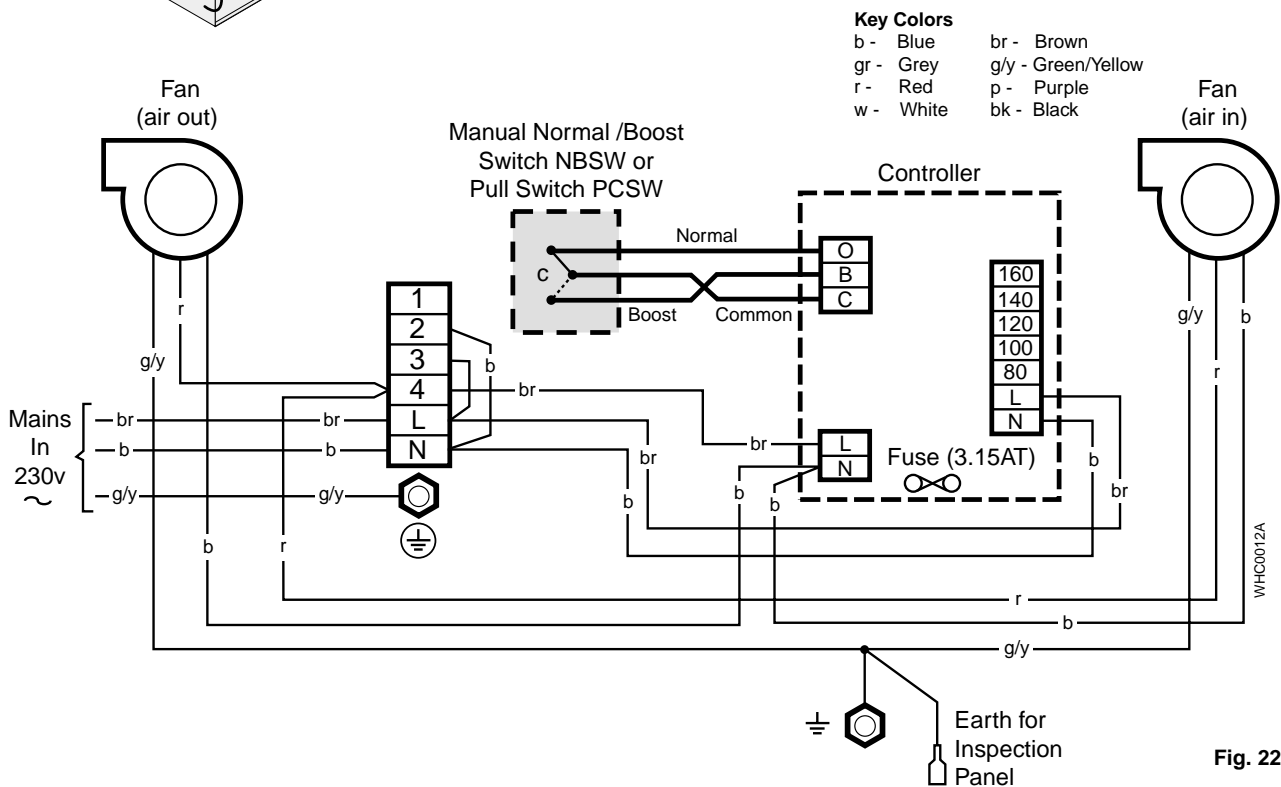 Key Colors
b - Blue br - Brown
gr - Grey g/y - Green/Yellow
r - Red p - Purple
w - White bk - Black
Fan
(air out)
Manual Normal /Boost
Switch NBSW or
Pull Switch PCSW
Controller
Fan
(air in)
Normal
c
Boost Common
O
B
C
160
140
120
100
80
L
N
L
N
Fuse (3.15AT)
1
2
3
4
L
N
Mains
In
230v
br
br
b
b
g/y
g/y
r
g/y
b
r
b
br
br
br
b
b
b
b
br
g/y
r
b
r
b
g/y
Earth for
Inspection
Panel
WHC0012A
Fig. 22